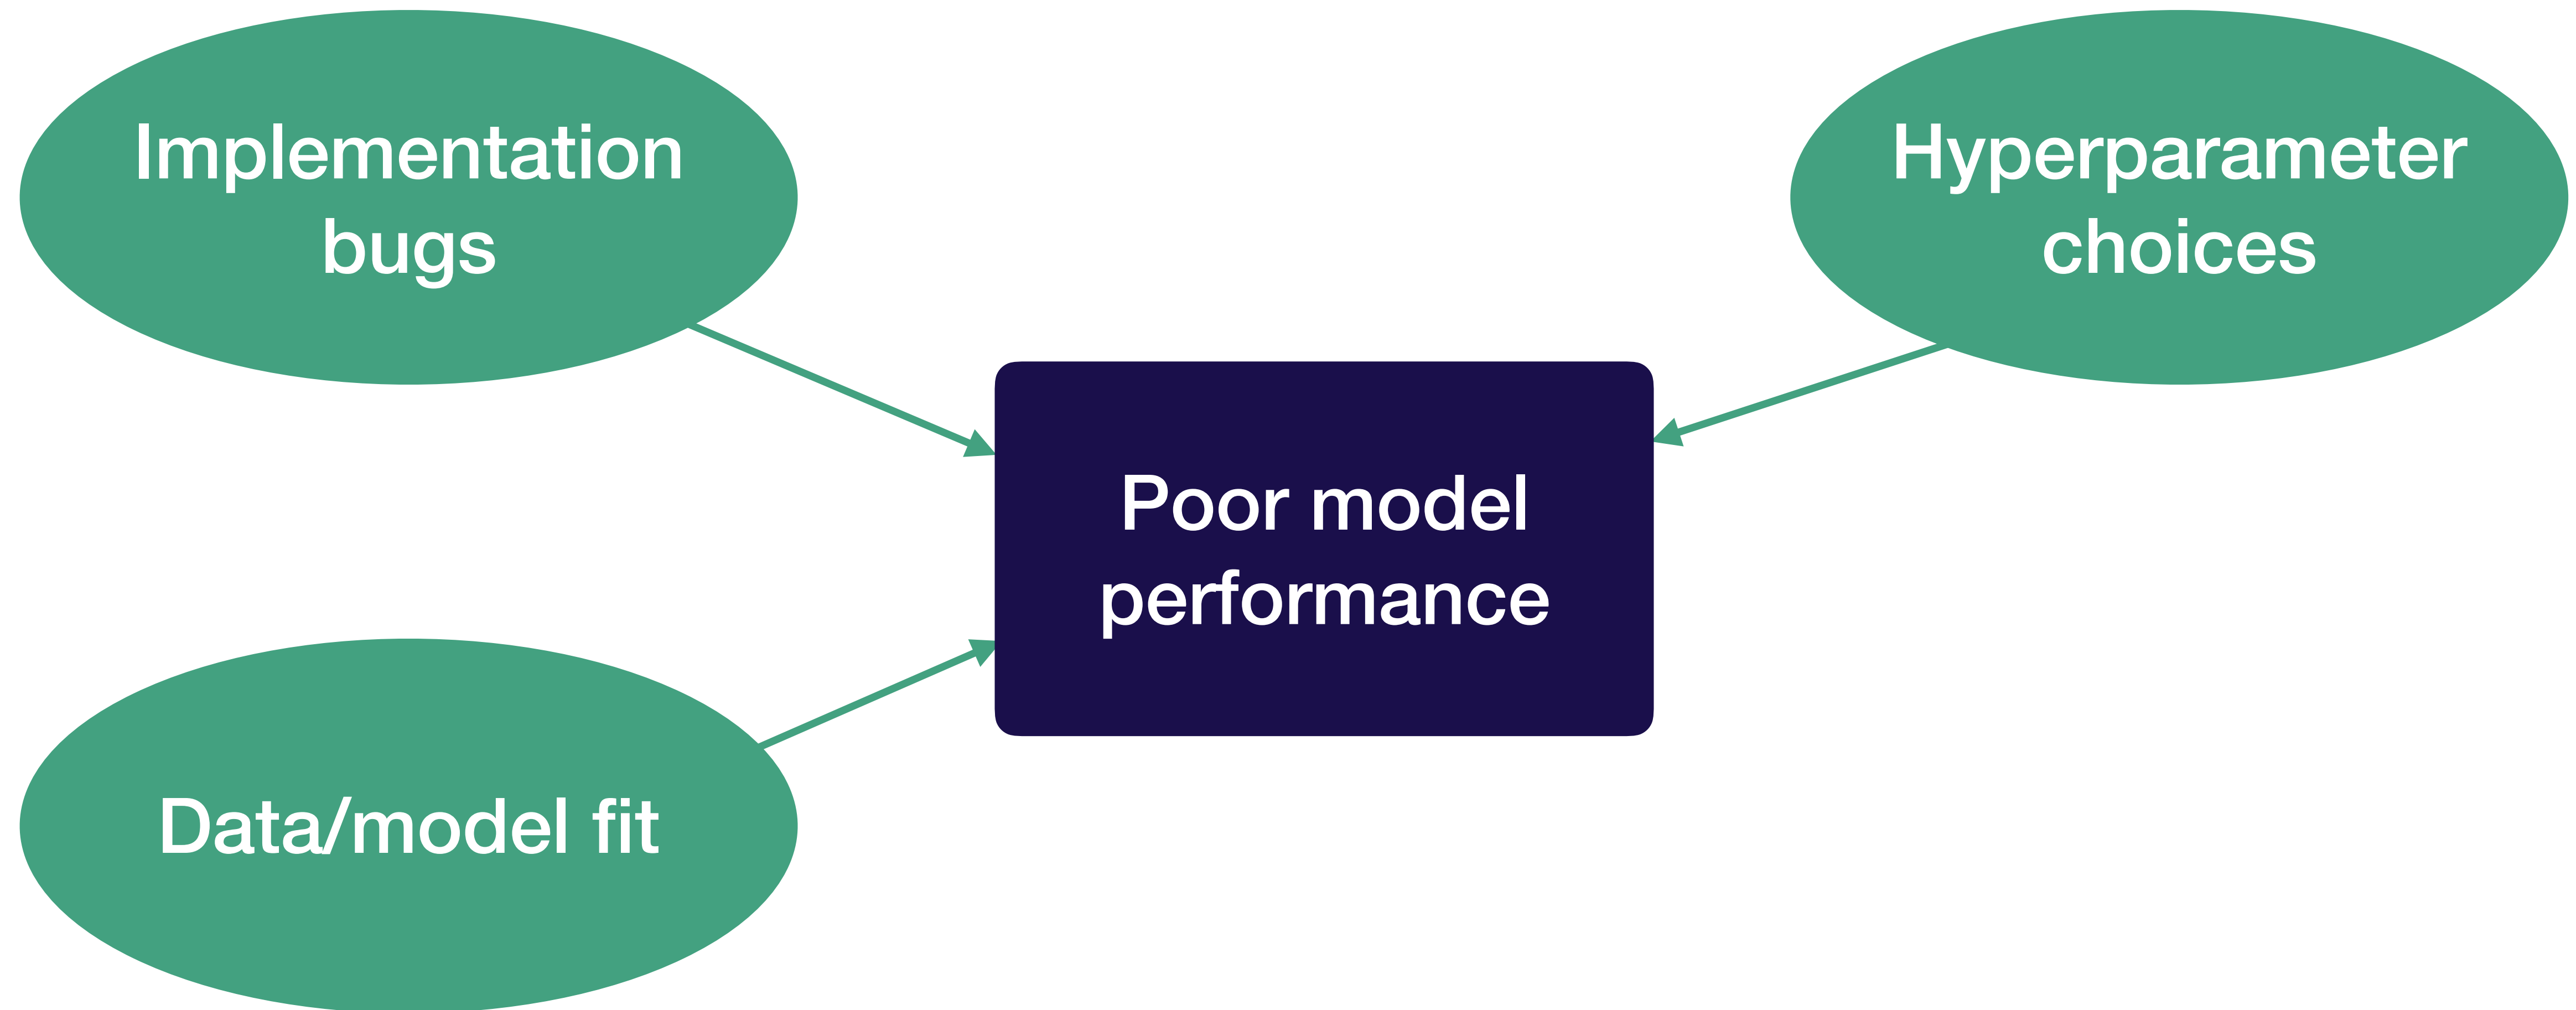 Implementation
bugs
Hyperparameter
choices
Poor model
performance
Data/model fit